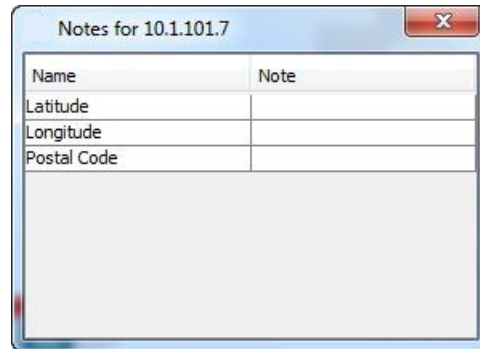 Notes for 10.1.101.7
Name Note
Latitude
Longitude
Postal Code